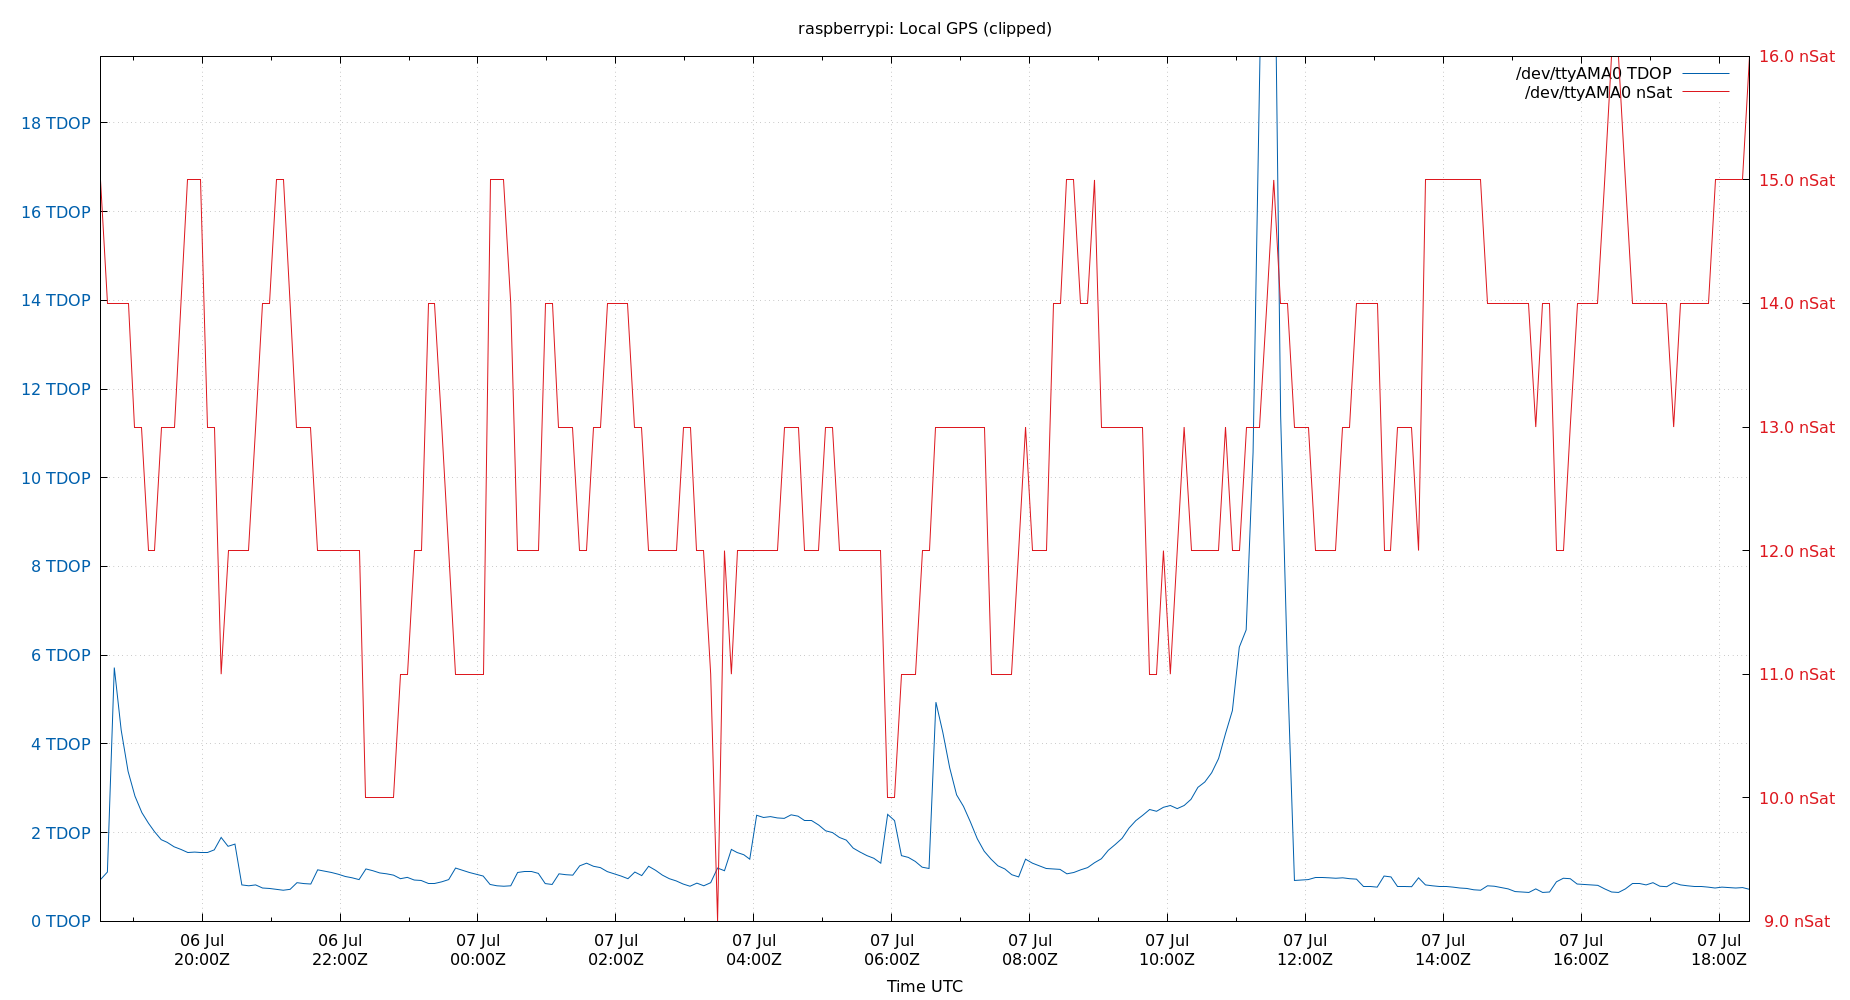 raspberrypi: Local GPS (clipped)
/dev/ttyAMA0 TDOP
/dev/ttyAMA0 nSat
18 TDOP
16 TDOP
14 TDOP
12 TDOP
10 TDOP
8 TDOP
6 TDOP
4 TDOP
2 TDOP
0 TDOP
16.0 nSat
15.0 nSat
14.0 nSat
13.0 nSat
12.0 nSat
11.0 nSat
10.0 nSat
9.0 nSat
06 Jul
20:00Z
06 Jul
22:00Z
07 Jul
00:00Z
07 Jul
02:00Z
07 Jul
04:00Z
07 Jul
06:00Z
07 Jul
08:00Z
07 Jul
10:00Z
07 Jul
12:00Z
07 Jul
14:00Z
07 Jul
16:00Z
07 Jul
18:00Z
Time UTC